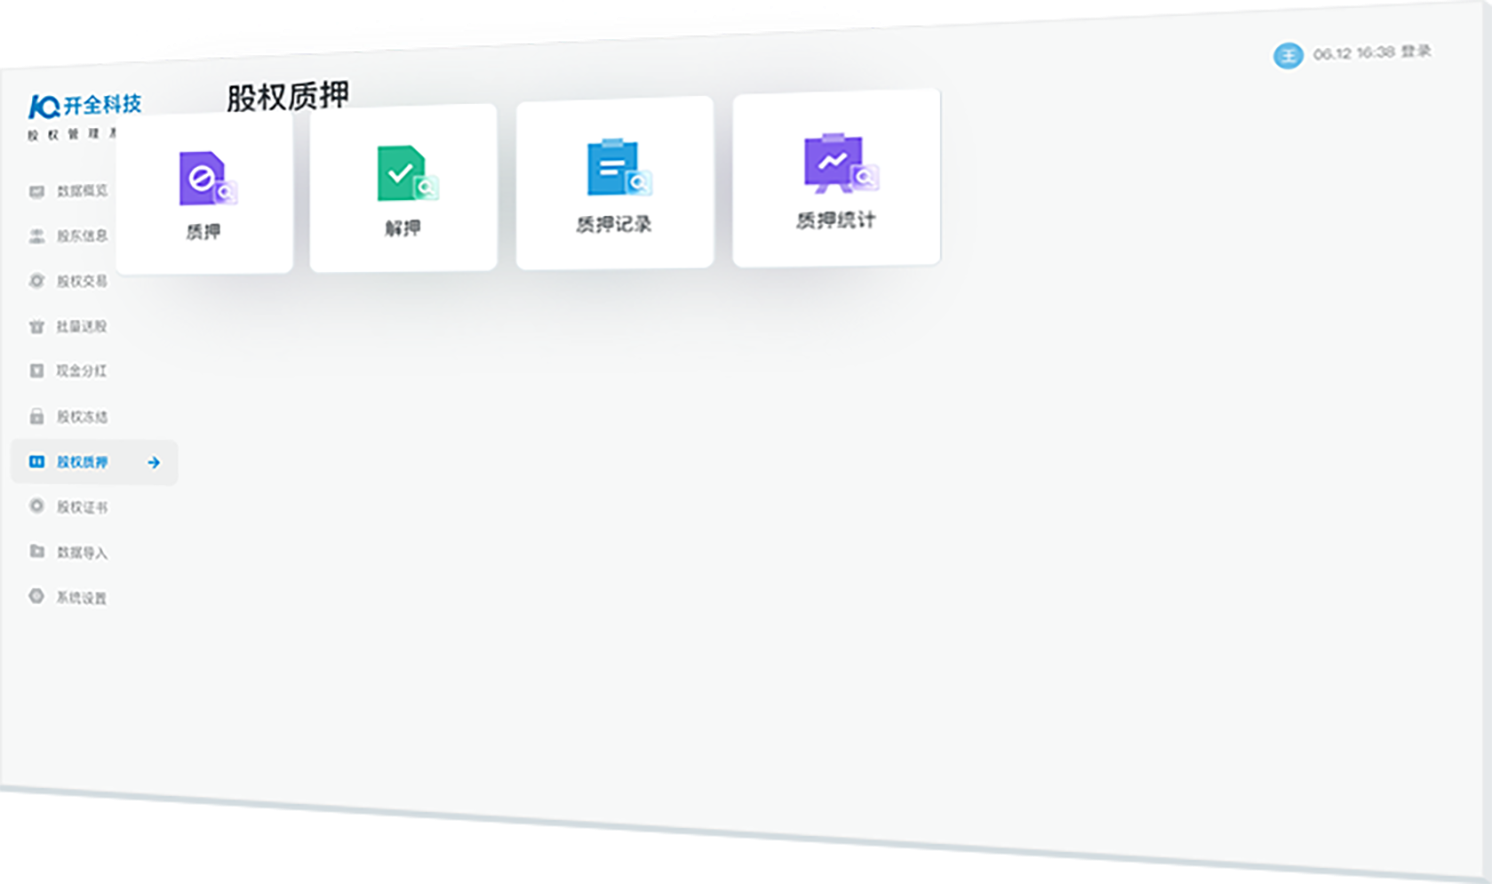 开全科技
股权管理
股权质押
王 06.12 16:38 登录
数据概览
股东信息
股权交易
批量送股
现金分红
股权冻结
股权质押
股权证书
数据导入
系统设置
质押
解押
质押记录
质押统计